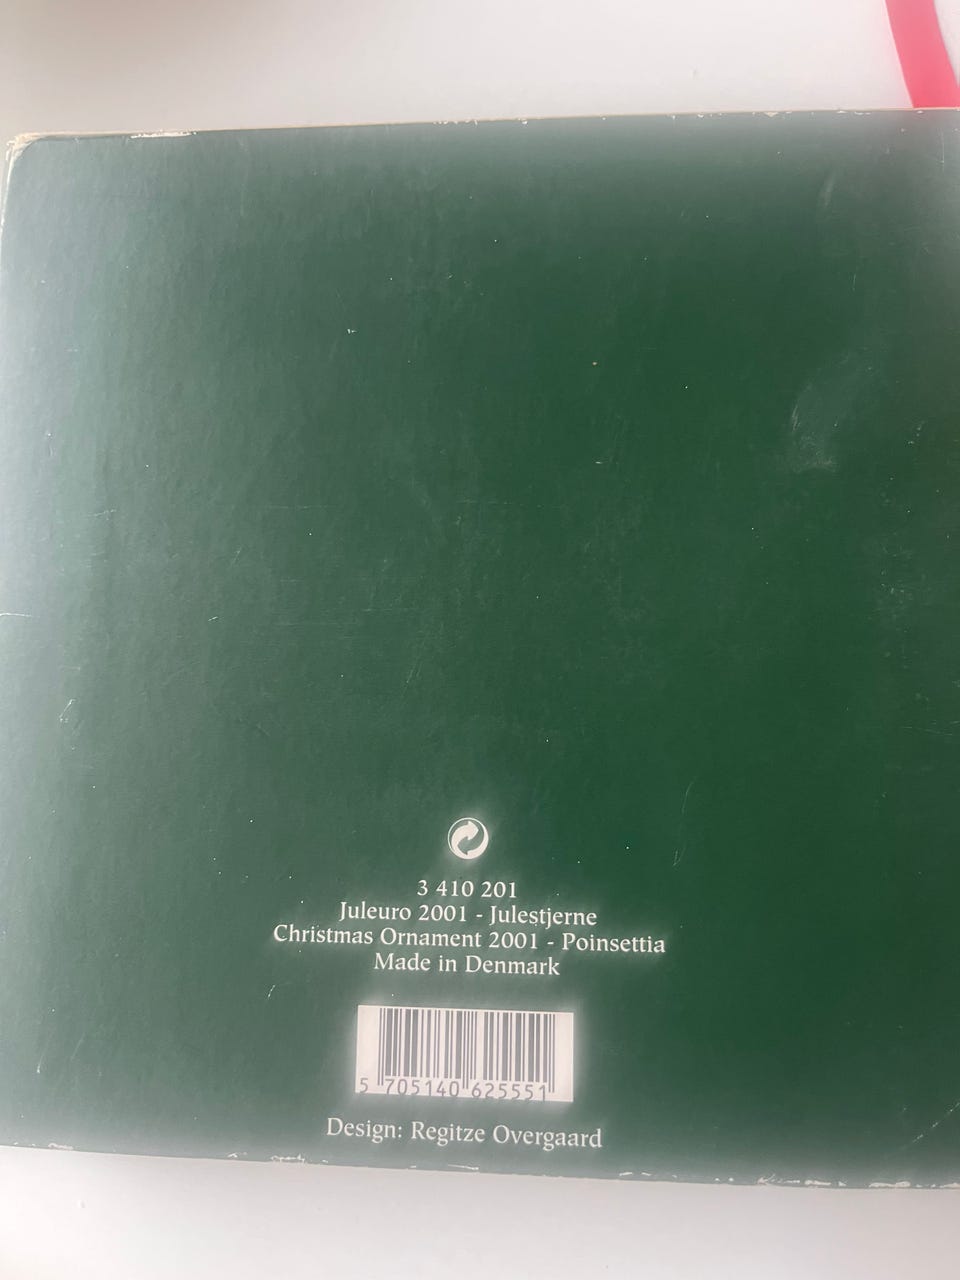 3 410 201
Juleuro 2001 - Julestjerne
Christmas Ornament 2001 - Poinsettia
Made in Denmark
5 705140 625551
Design: Regitze Overgaard